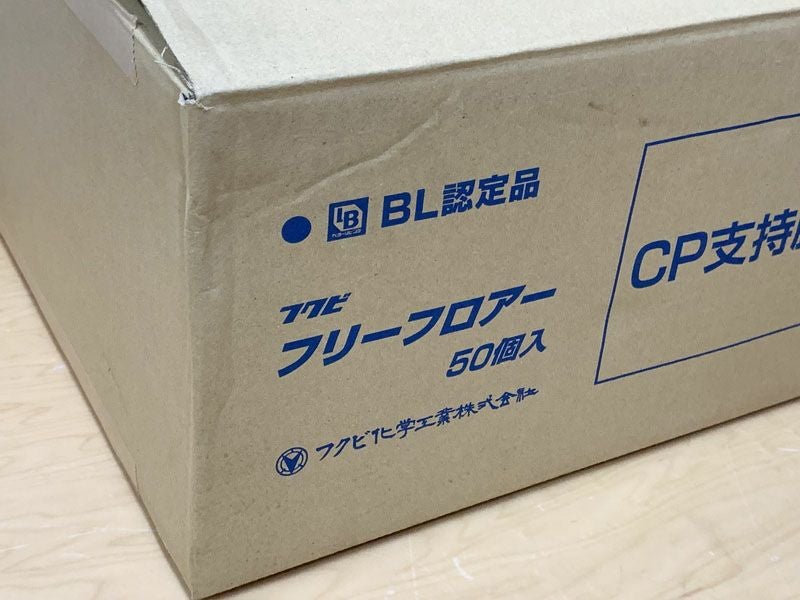 ● BL BL認定品
フクビ
フリーフロアー
50個入
フクビ化学工業株式会社
CP支持